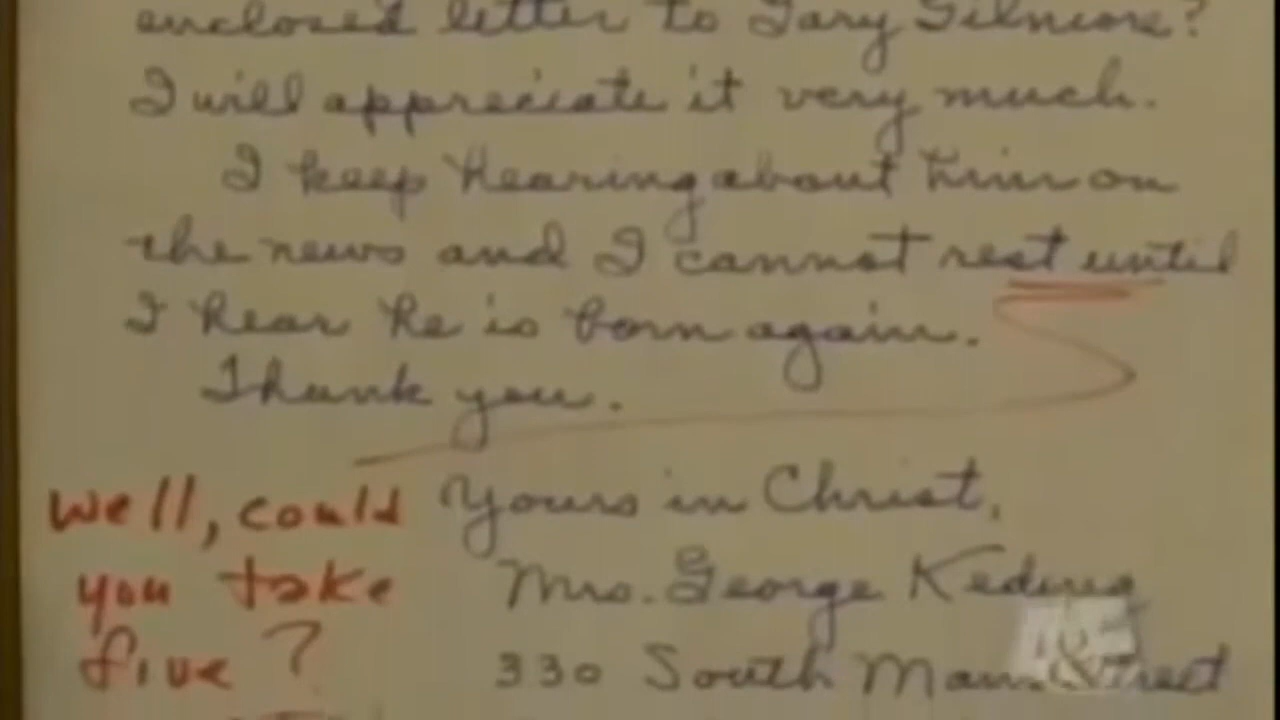 enclosed letter to Gary Gilmore?
I will appreciate it very much.
I keep hearing about him on
the news and I cannot rest until
I hear he is born again.
Thank you.
Yours in Christ,
Mrs. George
330 South Main Street
Well, could
you take
five?
A&E